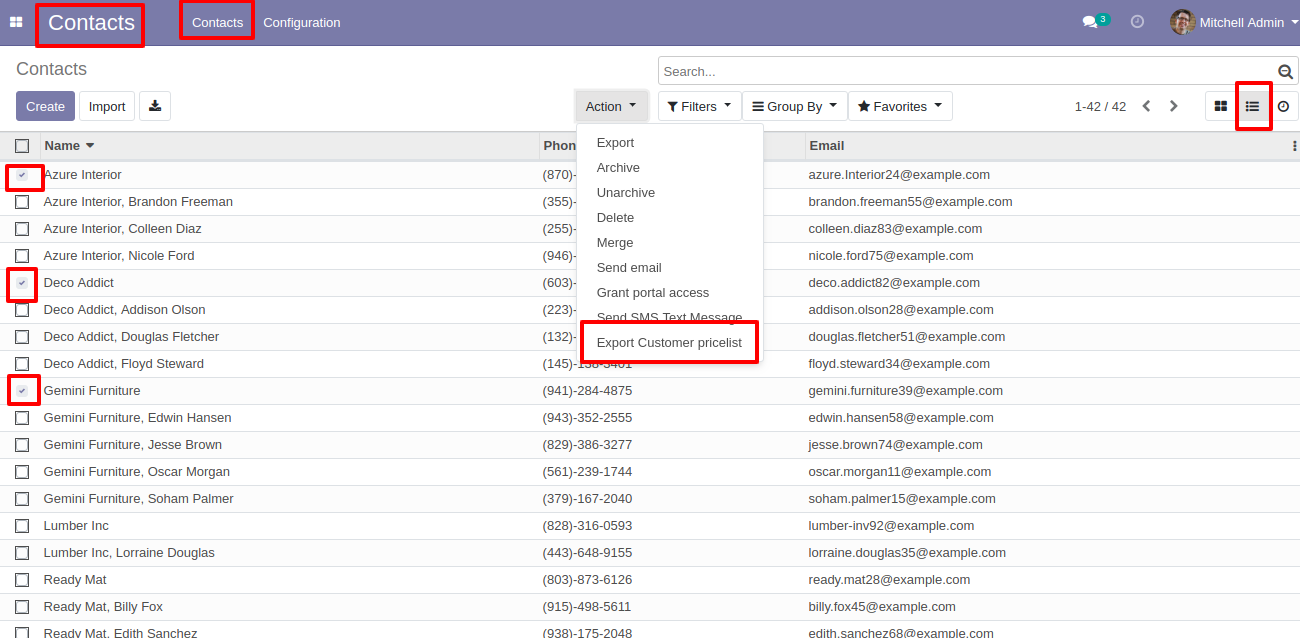 Contacts Contacts Configuration 3 Mitchell Admin
Contacts
Search...
Create Import Action Filters Group By Favorites 1-42 / 42
Name Phon Email
Export
Archive
Unarchive
Delete
Merge
Send email
Grant portal access
Send SMS Text Message
Export Customer pricelist
Azure Interior (870)- azure.Interior24@example.com
Azure Interior, Brandon Freeman (355)- brandon.freeman55@example.com
Azure Interior, Colleen Diaz (255)- colleen.diaz83@example.com
Azure Interior, Nicole Ford (946)- nicole.ford75@example.com
Deco Addict (603)- deco.addict82@example.com
Deco Addict, Addison Olson (223)- addison.olson28@example.com
Deco Addict, Douglas Fletcher (132)- douglas.fletcher51@example.com
Deco Addict, Floyd Steward (145)-138-3401 floyd.steward34@example.com
Gemini Furniture (941)-284-4875 gemini.furniture39@example.com
Gemini Furniture, Edwin Hansen (943)-352-2555 edwin.hansen58@example.com
Gemini Furniture, Jesse Brown (829)-386-3277 jesse.brown74@example.com
Gemini Furniture, Oscar Morgan (561)-239-1744 oscar.morgan11@example.com
Gemini Furniture, Soham Palmer (379)-167-2040 soham.palmer15@example.com
Lumber Inc (828)-316-0593 lumber-inv92@example.com
Lumber Inc, Lorraine Douglas (443)-648-9155 lorraine.douglas35@example.com
Ready Mat (803)-873-6126 ready.mat28@example.com
Ready Mat, Billy Fox (915)-498-5611 billy.fox45@example.com
Ready Mat, Edith Sanchez (938)-175-2048 edith.sanchez68@example.com